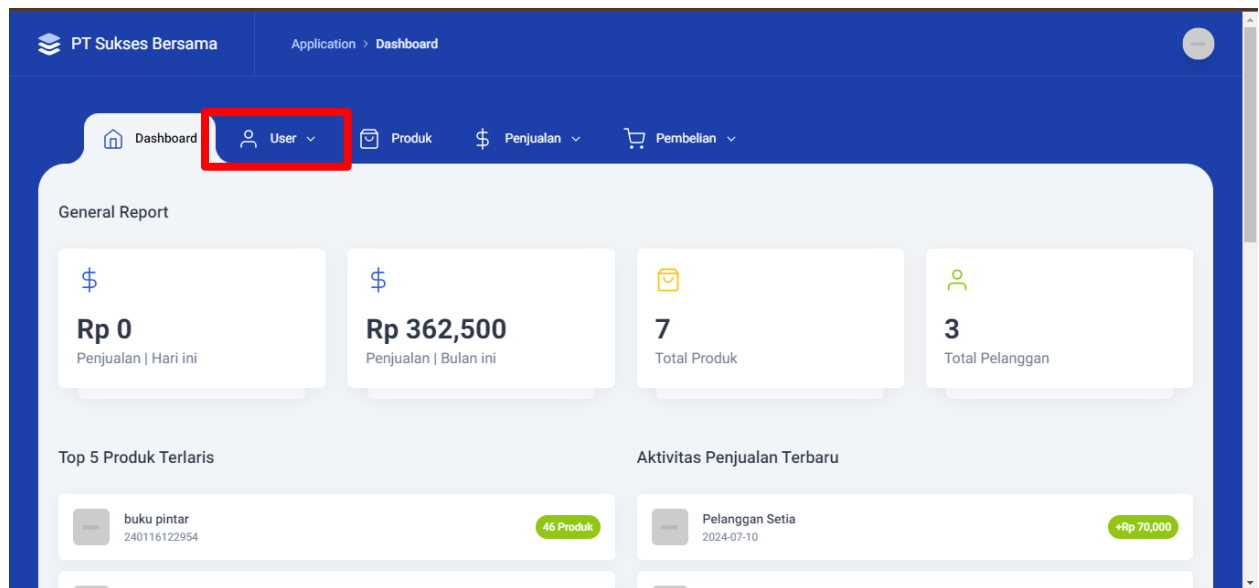 PT Sukses Bersama
Application > Dashboard
Dashboard
User
Produk
Penjualan
Pembelian
General Report
Rp 0
Penjualan | Hari ini
Rp 362,500
Penjualan | Bulan ini
7
Total Produk
3
Total Pelanggan
Top 5 Produk Terlaris
buku pintar
240116122954
46 Produk
Aktivitas Penjualan Terbaru
Pelanggan Setia
2024-07-10
+Rp 70,000